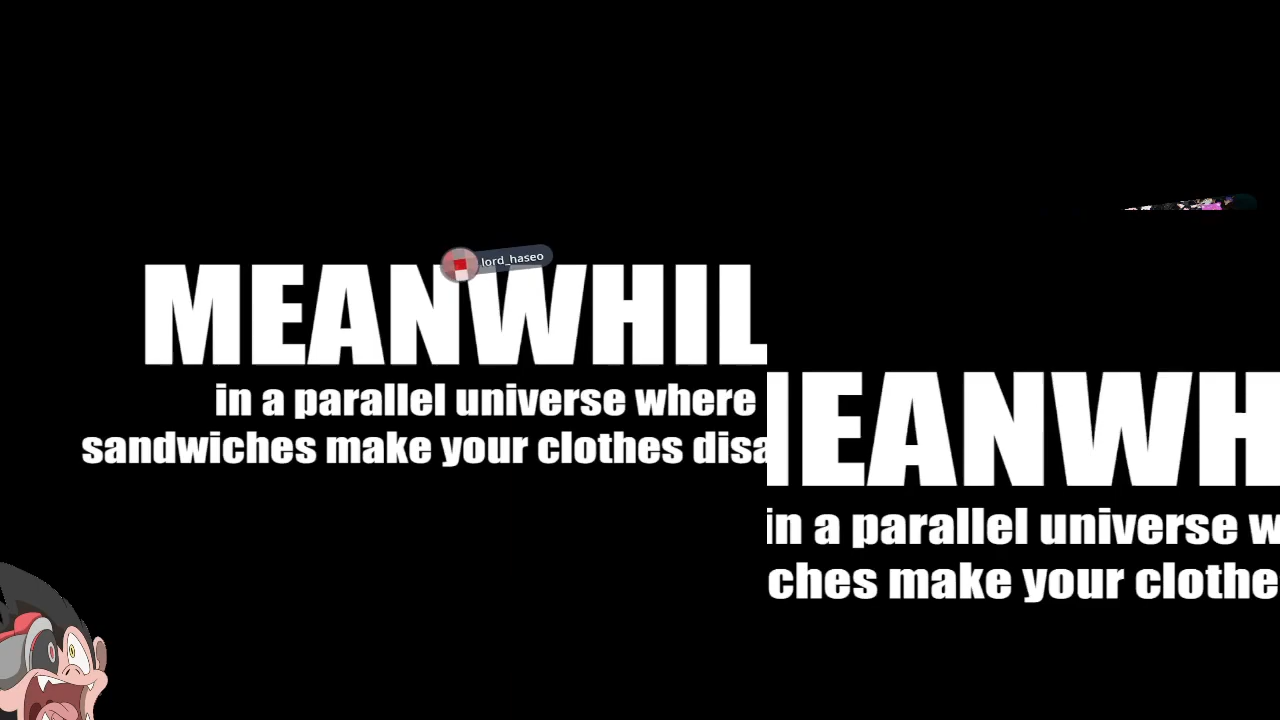 lord_haseo
MEANWHIL
in a parallel universe where
sandwiches make your clothes disa
IEANWH
in a parallel universe w
ches make your clothe